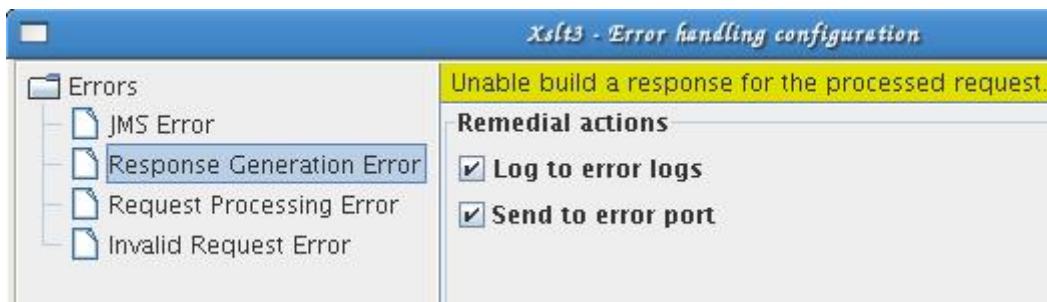 Xslt3 - Error handling configuration
Errors
JMS Error
Response Generation Error
Request Processing Error
Invalid Request Error
Unable build a response for the processed request.
Remedial actions
Log to error logs
Send to error port